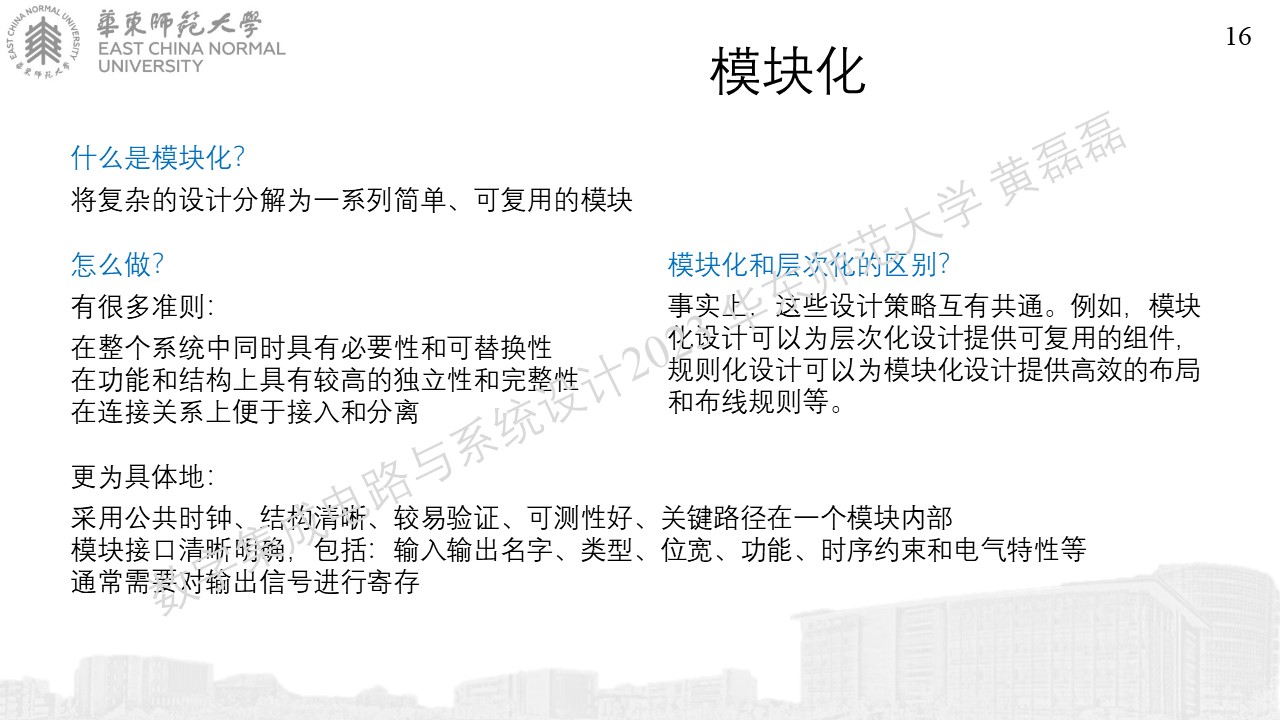 華東師范大學
EAST CHINA NORMAL
UNIVERSITY
EAST CHINA NORMAL UNIVERSITY
華東师范大学
16
模块化
什么是模块化？
将复杂的设计分解为一系列简单、可复用的模块
怎么做？
有很多准则：
在整个系统中同时具有必要性和可替换性
在功能和结构上具有较高的独立性和完整性
在连接关系上便于接入和分离
模块化和层次化的区别？
事实上，这些设计策略互有共通。例如，模块
化设计可以为层次化设计提供可复用的组件，
规则化设计可以为模块化设计提供高效的布局
和布线规则等。
更为具体地：
采用公共时钟、结构清晰、较易验证、可测性好、关键路径在一个模块内部
模块接口清晰明确，包括：输入输出名字、类型、位宽、功能、时序约束和电气特性等
通常需要对输出信号进行寄存
数字集成电路与系统设计2023 华东师范大学 黄磊磊